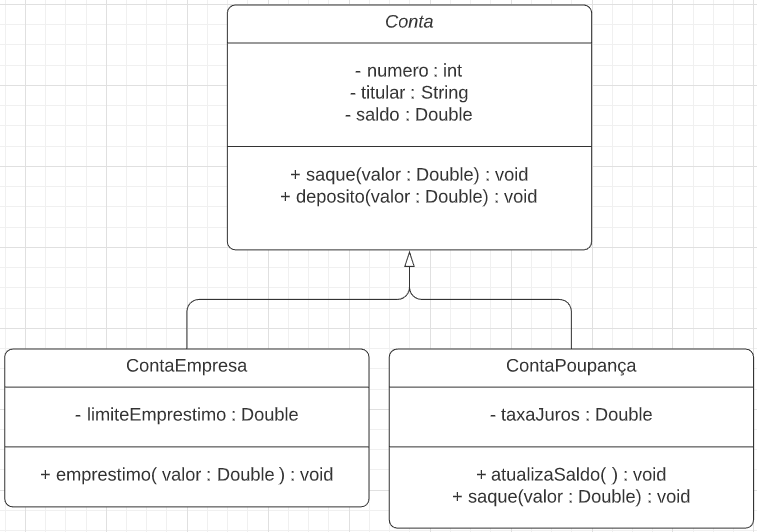 Conta
- numero : int
- titular : String
- saldo : Double
+ saque(valor : Double) : void
+ deposito(valor : Double) : void
ContaEmpresa
- limiteEmprestimo : Double
+ emprestimo( valor : Double ) : void
ContaPoupança
- taxaJuros : Double
+ atualizaSaldo( ) : void
+ saque(valor : Double) : void